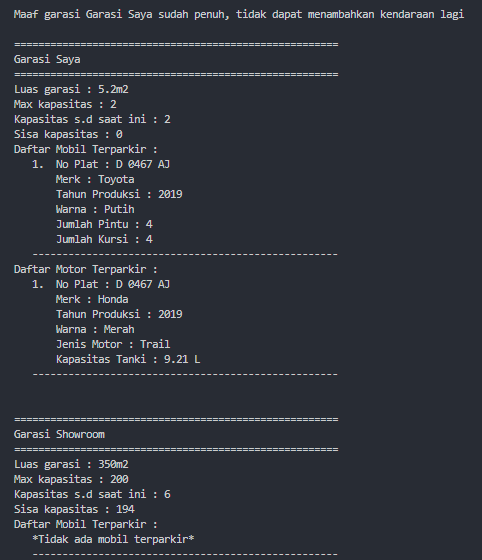 Maaf garasi Garasi Saya sudah penuh, tidak dapat menambahkan kendaraan lagi
======================================================
Garasi Saya
======================================================
Luas garasi : 5.2m2
Max kapasitas : 2
Kapasitas s.d saat ini : 2
Sisa kapasitas : 0
Daftar Mobil Terparkir :
1. No Plat : D 0467 AJ
Merk : Toyota
Tahun Produksi : 2019
Warna : Putih
Jumlah Pintu : 4
Jumlah Kursi : 4
---------------------------------------------------
Daftar Motor Terparkir :
1. No Plat : D 0467 AJ
Merk : Honda
Tahun Produksi : 2019
Warna : Merah
Jenis Motor : Trail
Kapasitas Tanki : 9.21 L
---------------------------------------------------
======================================================
Garasi Showroom
======================================================
Luas garasi : 350m2
Max kapasitas : 200
Kapasitas s.d saat ini : 6
Sisa kapasitas : 194
Daftar Mobil Terparkir :
*Tidak ada mobil terparkir*
---------------------------------------------------